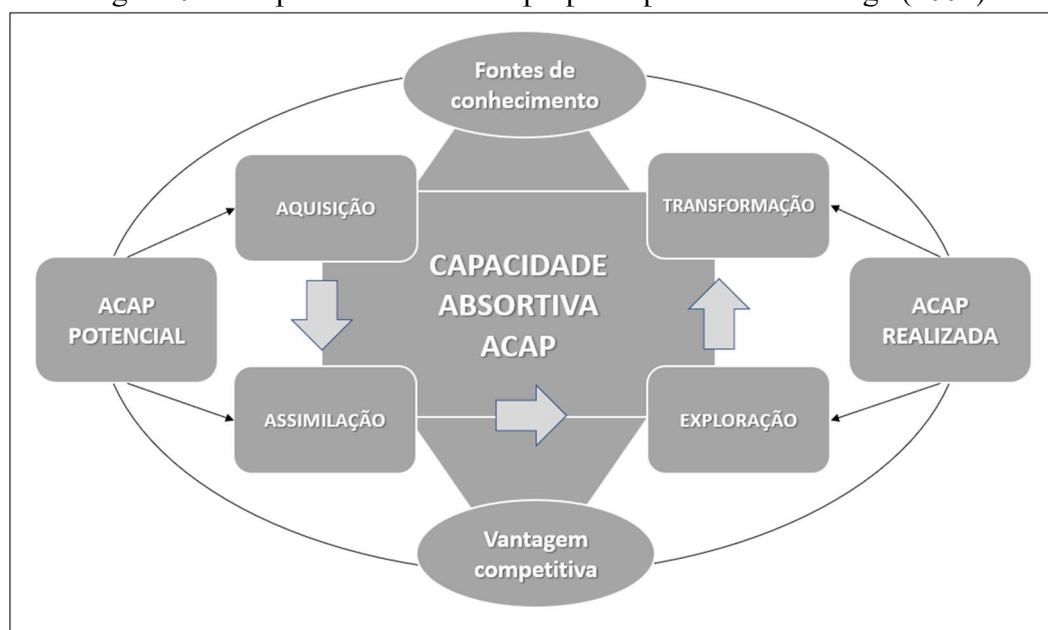 Fontes de
conhecimento
AQUISIÇÃO
TRANSFORMAÇÃO
CAPACIDADE
ABSORTIVA
ACAP
ACAP
POTENCIAL
ACAP
REALIZADA
ASSIMILAÇÃO
EXPLORAÇÃO
Vantagem
competitiva